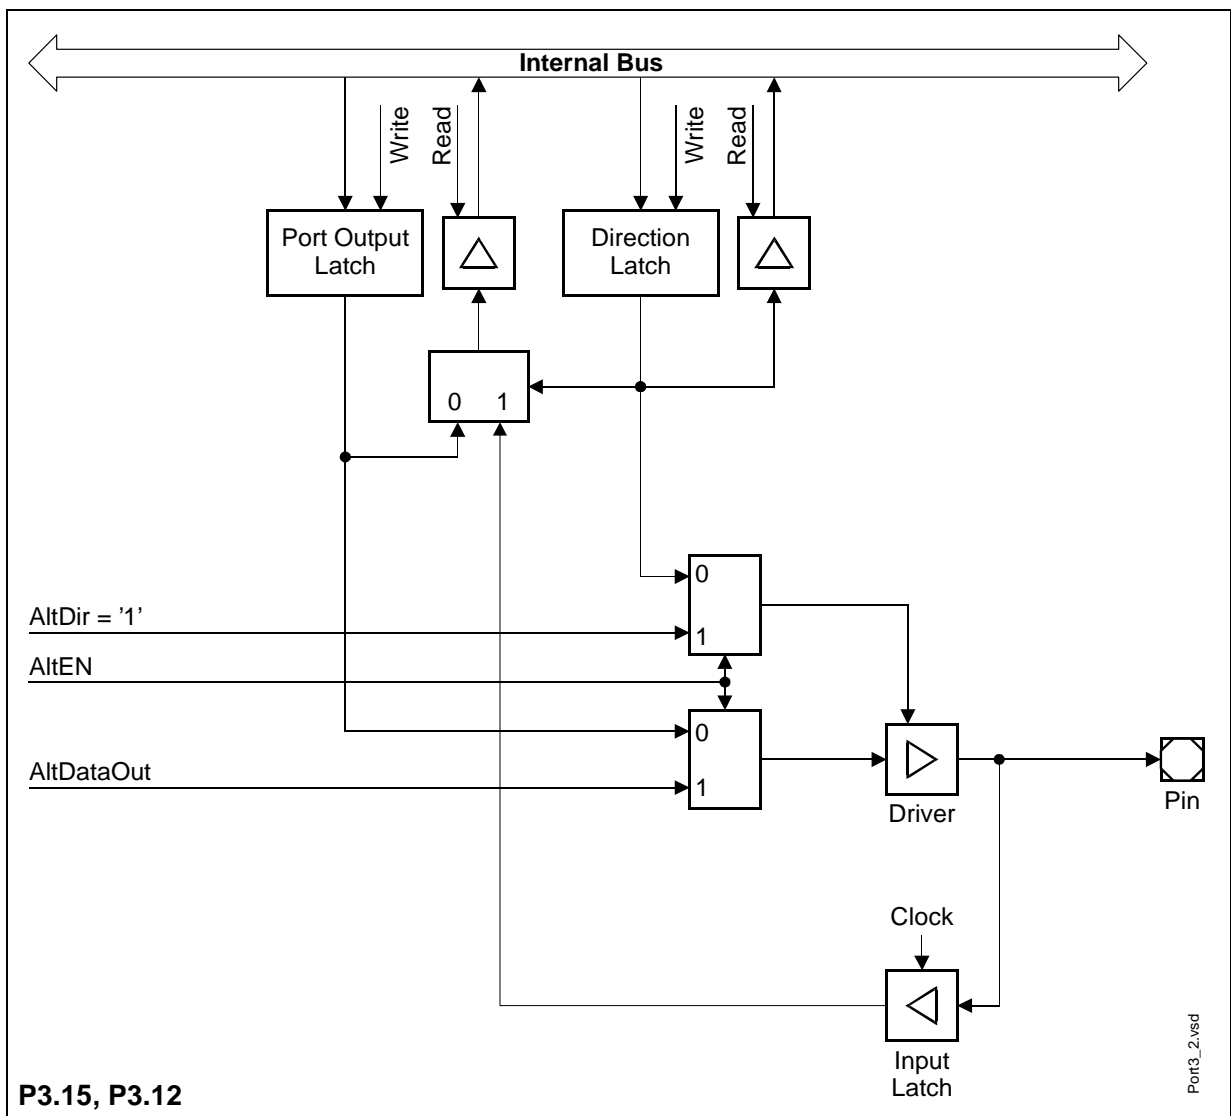 Internal Bus
Write
Read
Write
Read
Port Output
Latch
Direction
Latch
0 1
0
AltDir = '1'
1
AltEN
0
AltDataOut
1
Driver
Pin
Clock
Input
Latch
Port3_2.vsd
P3.15, P3.12